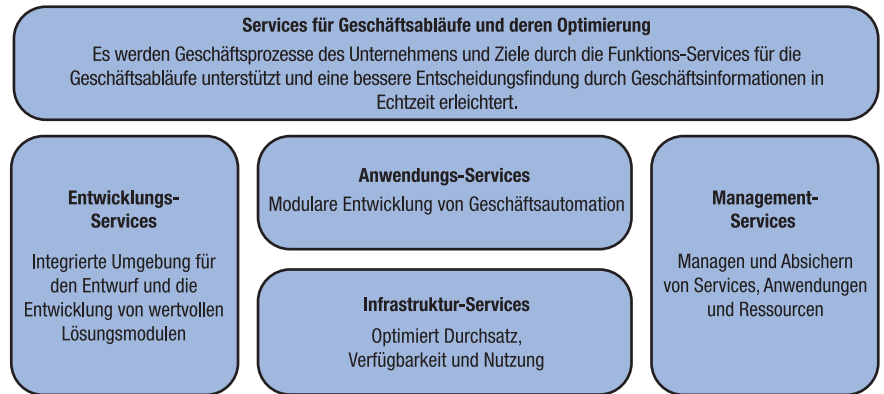 Services für Geschäftsabläufe und deren Optimierung
Es werden Geschäftsprozesse des Unternehmens und Ziele durch die Funktions-Services für die
Geschäftsabläufe unterstützt und eine bessere Entscheidungsfindung durch Geschäftsinformationen in
Echtzeit erleichtert.
Entwicklungs-
Services
Integrierte Umgebung für
den Entwurf und die
Entwicklung von wertvollen
Lösungsmodulen
Anwendungs-Services
Modulare Entwicklung von Geschäftsautomation
Infrastruktur-Services
Optimiert Durchsatz,
Verfügbarkeit und Nutzung
Management-
Services
Managen und Absichern
von Services, Anwendungen
und Ressourcen